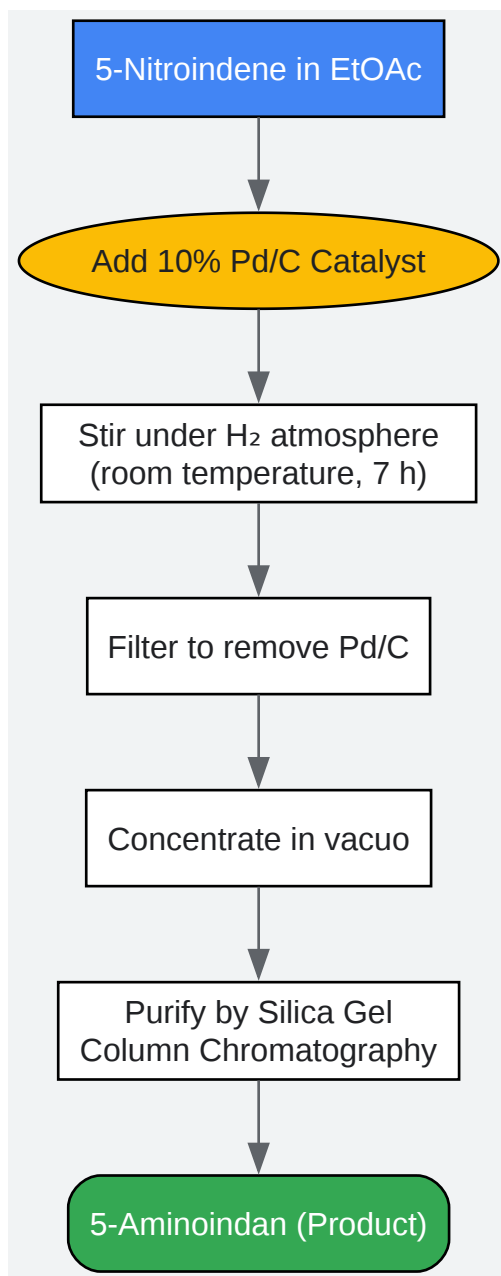 5-Nitroindene in EtOAc
Add 10% Pd/C Catalyst
Stir under H₂ atmosphere
(room temperature, 7 h)
Filter to remove Pd/C
Concentrate in vacuo
Purify by Silica Gel
Column Chromatography
5-Aminoindan (Product)